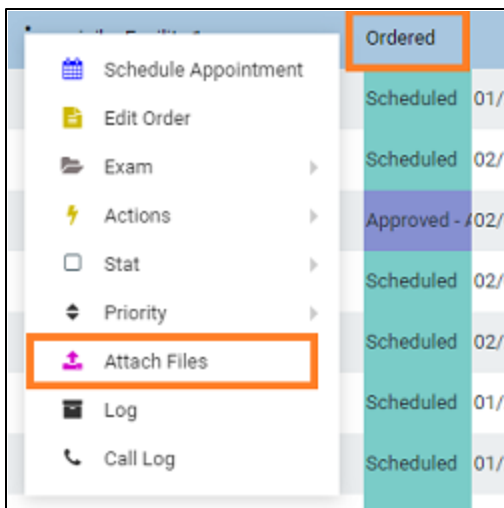 Ordered
Schedule Appointment
Scheduled 01/
Edit Order
Scheduled 02/
Exam
Actions
Approved - A02/
Stat
Scheduled 02/
Priority
Scheduled 02/
Attach Files
Log
Scheduled 01/
Call Log
Scheduled 01/